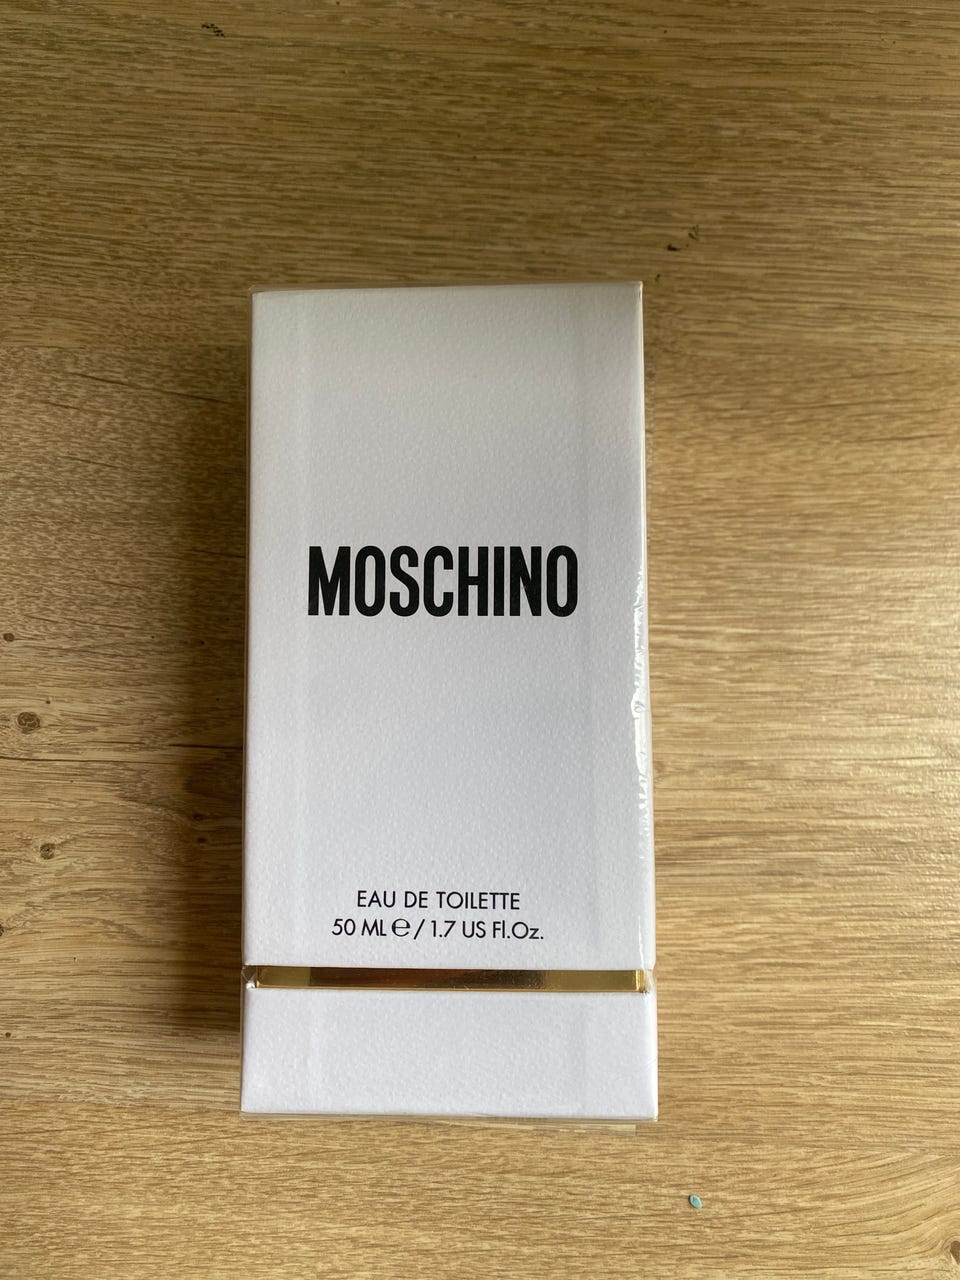 MOSCHINO
EAU DE TOILETTE
50 ML ℮ / 1.7 US Fl.Oz.